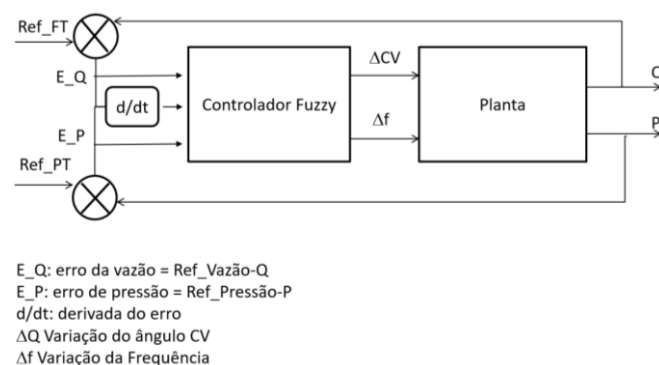 Ref_FT
ΔCV
E_Q
Q
d/dt
Controlador Fuzzy
Planta
Δf
P
E_P
Ref_PT
E_Q: erro da vazão = Ref_Vazão-Q
E_P: erro de pressão = Ref_Pressão-P
d/dt: derivada do erro
ΔQ Variação do ângulo CV
Δf Variação da Frequência